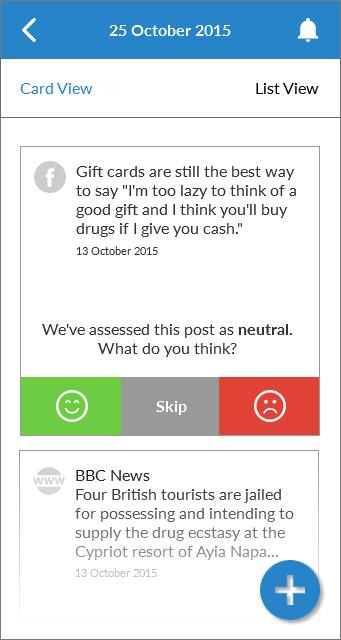 25 October 2015
Card View
List View
f
Gift cards are still the best way
to say "I'm too lazy to think of a
good gift and I think you'll buy
drugs if I give you cash."
13 October 2015
We've assessed this post as neutral.
What do you think?
Skip
www
BBC News
Four British tourists are jailed
for possessing and intending to
supply the drug ecstasy at the
Cypriot resort of Ayia Napa...
13 October 2015